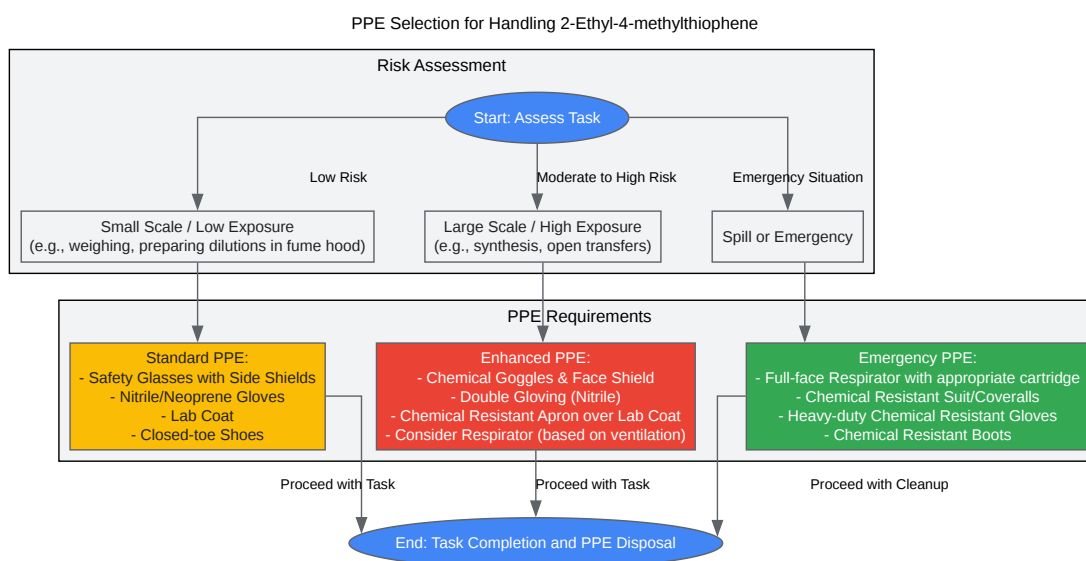 PPE Selection for Handling 2-Ethyl-4-methylthiophene
Risk Assessment
Start: Assess Task
Low Risk
Moderate to High Risk
Emergency Situation
Small Scale / Low Exposure
(e.g., weighing, preparing dilutions in fume hood)
Large Scale / High Exposure
(e.g., synthesis, open transfers)
Spill or Emergency
PPE Requirements
Standard PPE:
- Safety Glasses with Side Shields
- Nitrile/Neoprene Gloves
- Lab Coat
- Closed-toe Shoes
Enhanced PPE:
- Chemical Goggles & Face Shield
- Double Gloving (Nitrile)
- Chemical Resistant Apron over Lab Coat
- Consider Respirator (based on ventilation)
Emergency PPE:
- Full-face Respirator with appropriate cartridge
- Chemical Resistant Suit/Coveralls
- Heavy-duty Chemical Resistant Gloves
- Chemical Resistant Boots
Proceed with Task
Proceed with Task
Proceed with Cleanup
End: Task Completion and PPE Disposal